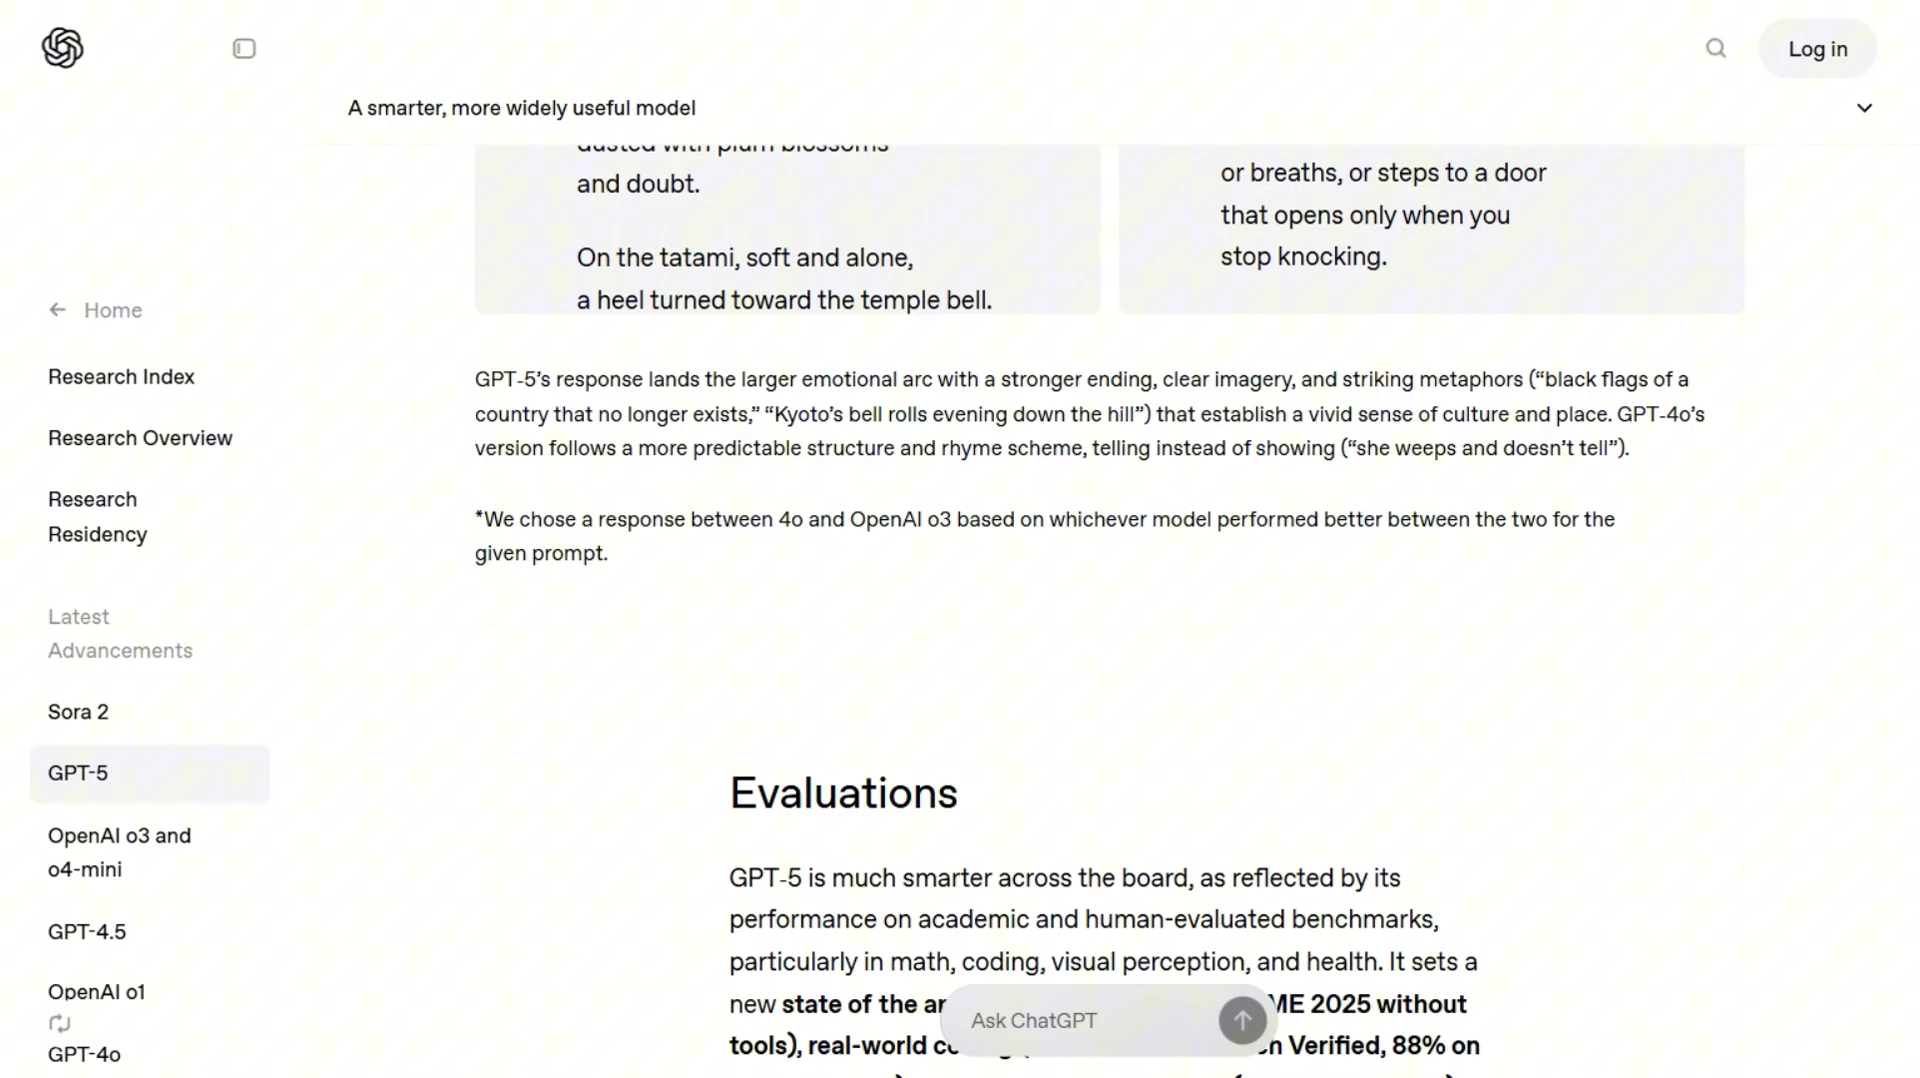 Log in
A smarter, more widely useful model
dusted with plum blossoms
and doubt.
On the tatami, soft and alone,
a heel turned toward the temple bell.
or breaths, or steps to a door
that opens only when you
stop knocking.
Home
Research Index
Research Overview
Research
Residency
Latest
Advancements
Sora 2
GPT-5
OpenAI o3 and
o4-mini
GPT-4.5
OpenAI o1
GPT-4o
GPT-5’s response lands the larger emotional arc with a stronger ending, clear imagery, and striking metaphors (“black flags of a
country that no longer exists,” “Kyoto’s bell rolls evening down the hill”) that establish a vivid sense of culture and place. GPT-4o’s
version follows a more predictable structure and rhyme scheme, telling instead of showing (“she weeps and doesn’t tell”).
*We chose a response between 4o and OpenAI o3 based on whichever model performed better between the two for the
given prompt.
Evaluations
GPT-5 is much smarter across the board, as reflected by its
performance on academic and human-evaluated benchmarks,
particularly in math, coding, visual perception, and health. It sets a
new state of the 2025 without
tools), real-world Verified, 88% on
Ask ChatGPT